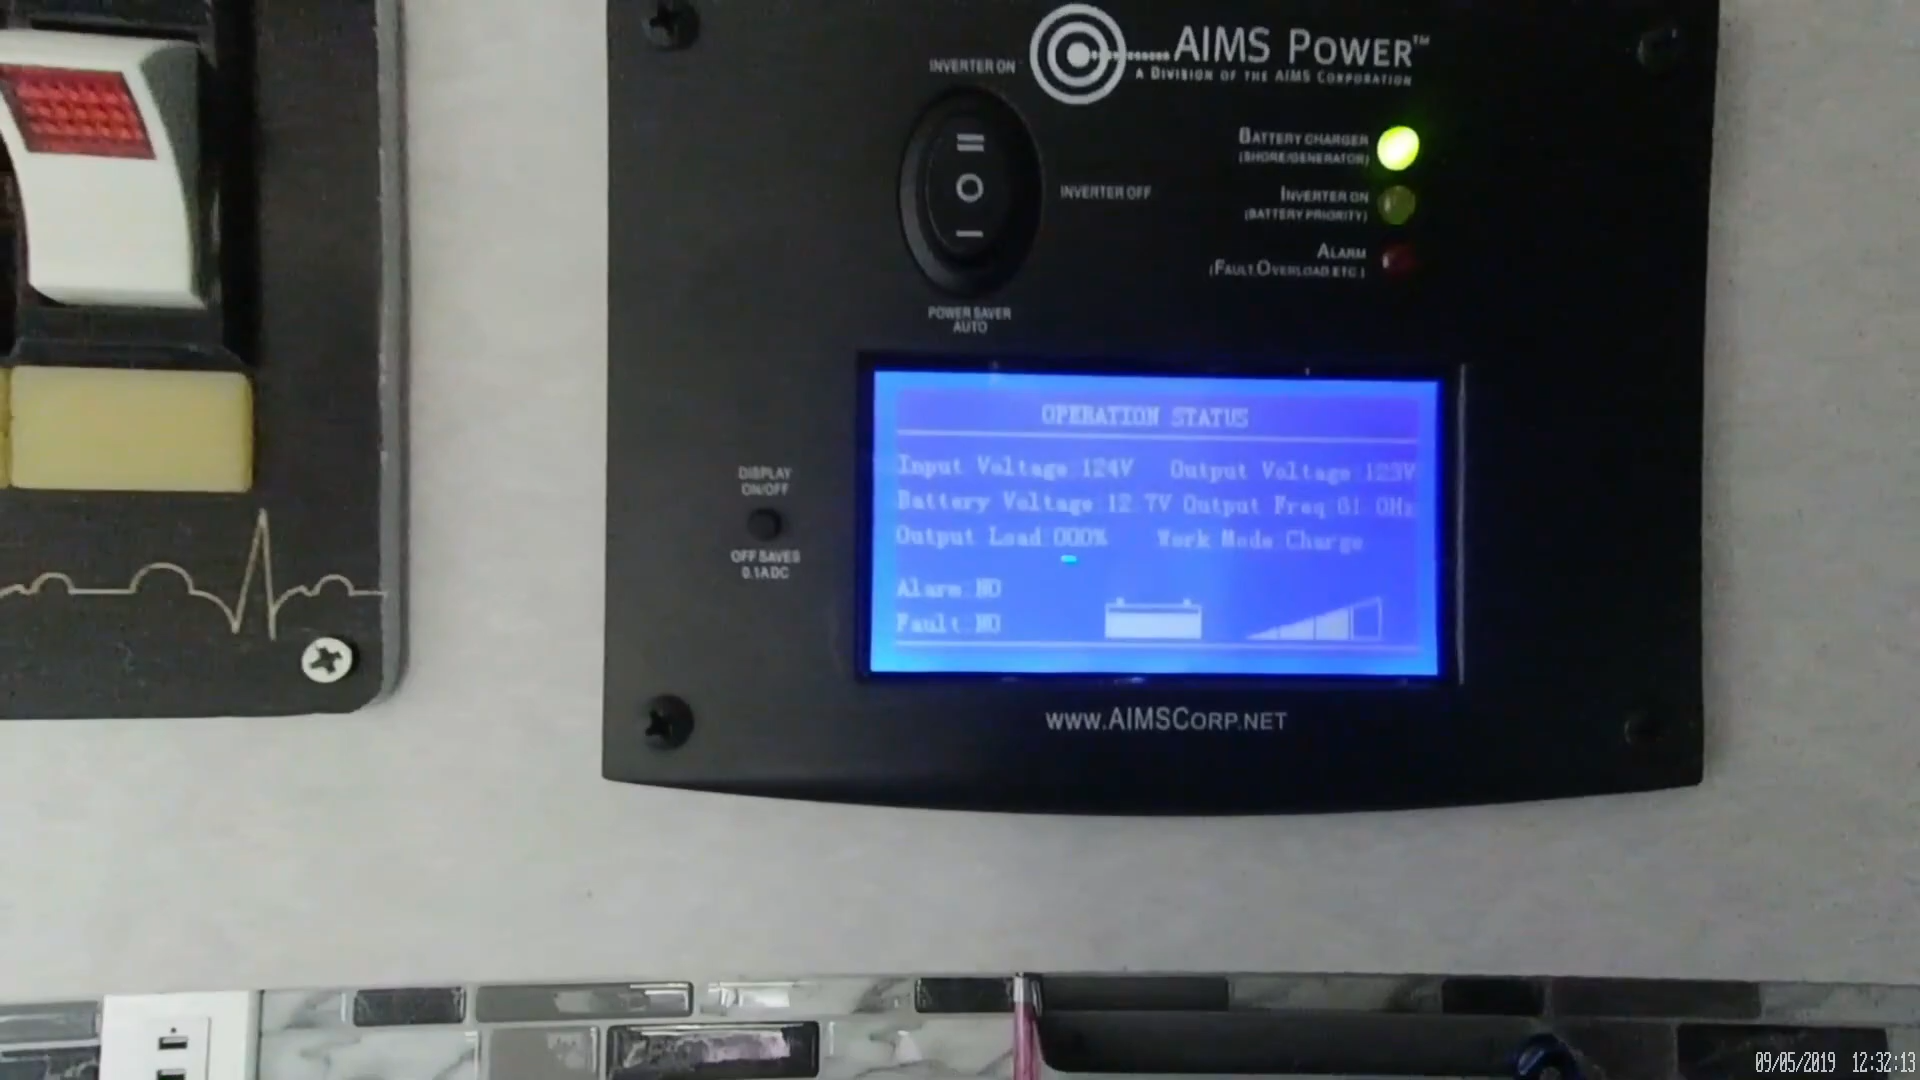 AIMS POWER™
A DIVISION OF THE AIMS CORPORATION
INVERTER ON
INVERTER OFF
POWER SAVER
AUTO
BATTERY CHARGER
(SHORE/GENERATOR)
INVERTER ON
(BATTERY PRIORITY)
ALARM
(FAULT, OVERLOAD ETC.)
DISPLAY
ON/OFF
OFF SAVES
0.1A DC
OPERATION STATUS
Input Voltage:124V Output Voltage:123V
Battery Voltage:12.7V Output Freq:61.0Hz
Output Load:000% Work Mode:Charge
Alarm:NO
Fault:NO
WWW.AIMSCORP.NET
09/05/2019 12:32:13